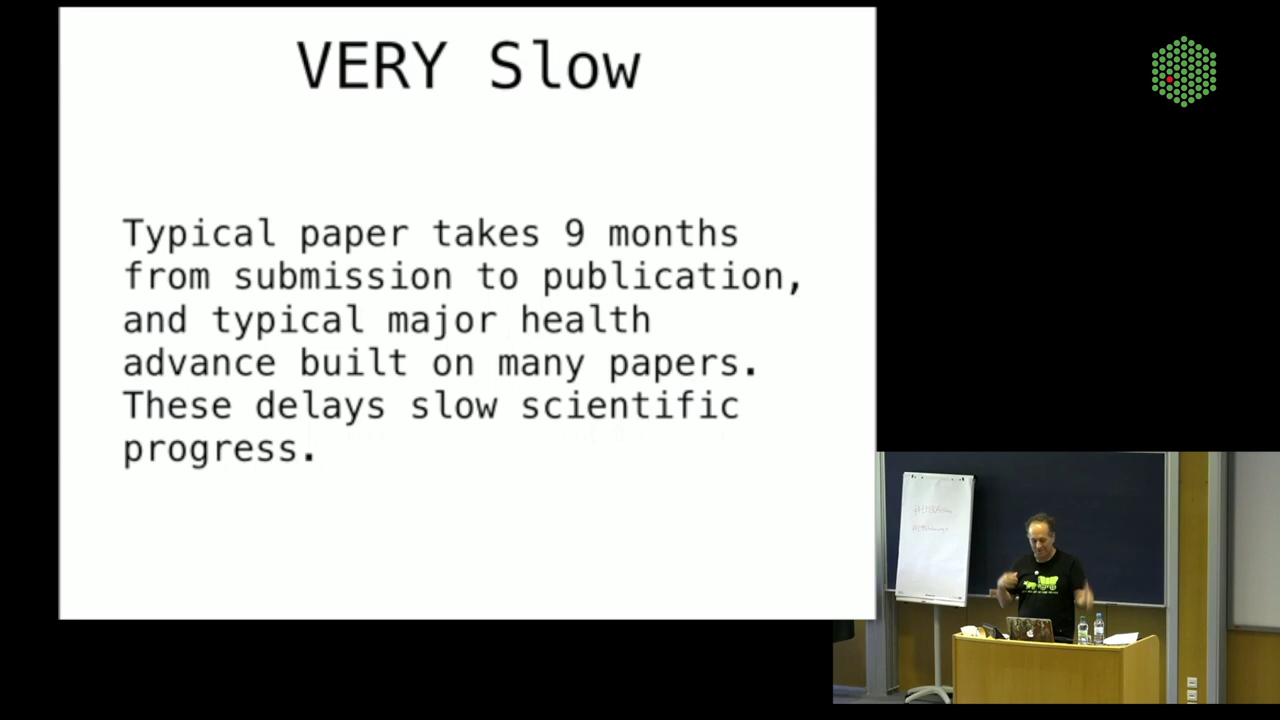 VERY Slow
Typical paper takes 9 months
from submission to publication,
and typical major health
advance built on many papers.
These delays slow scientific
progress.